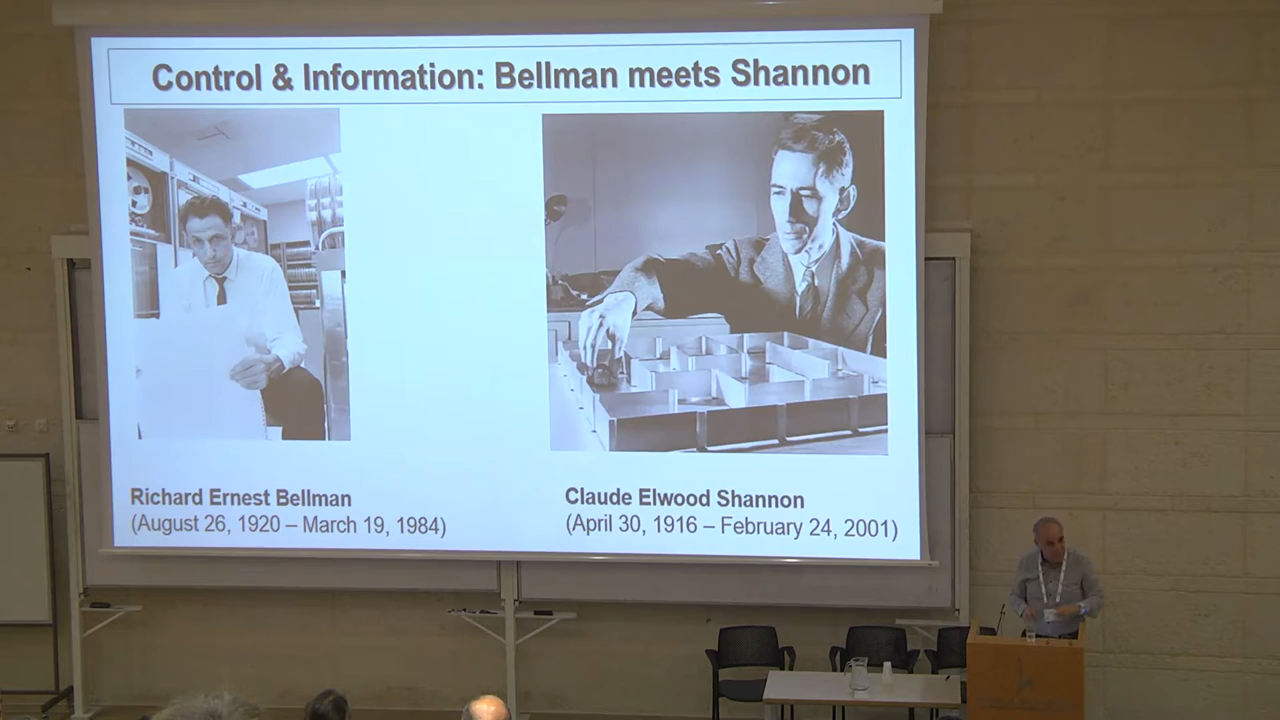 Control & Information: Bellman meets Shannon
Richard Ernest Bellman
(August 26, 1920 – March 19, 1984)
Claude Elwood Shannon
(April 30, 1916 – February 24, 2001)